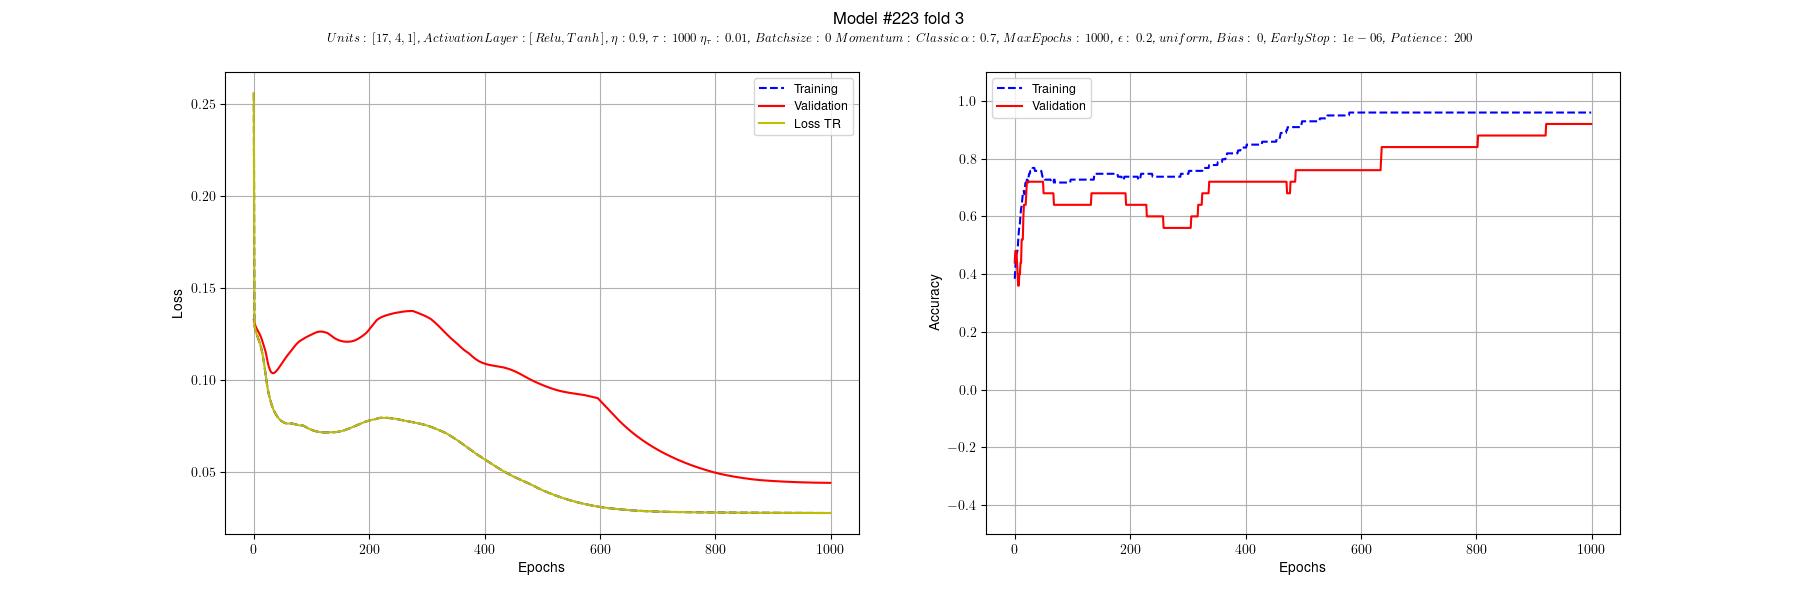 Model #223 fold 3
Units : [17, 4, 1], ActivationLayer : [ Relu, Tanh], η : 0.9, τ : 1000 ητ : 0.01, Batchsize : 0 Momentum : Classic α : 0.7, MaxEpochs : 1000, ϵ : 0.2, uniform, Bias : 0, EarlyStop : 1e − 06, Patience : 200
Training
Validation
Loss TR
0.25
0.20
0.15
0.10
0.05
Loss
0 200 400 600 800 1000
Epochs
Training
Validation
1.0
0.8
0.6
0.4
0.2
0.0
−0.2
−0.4
Accuracy
0 200 400 600 800 1000
Epochs